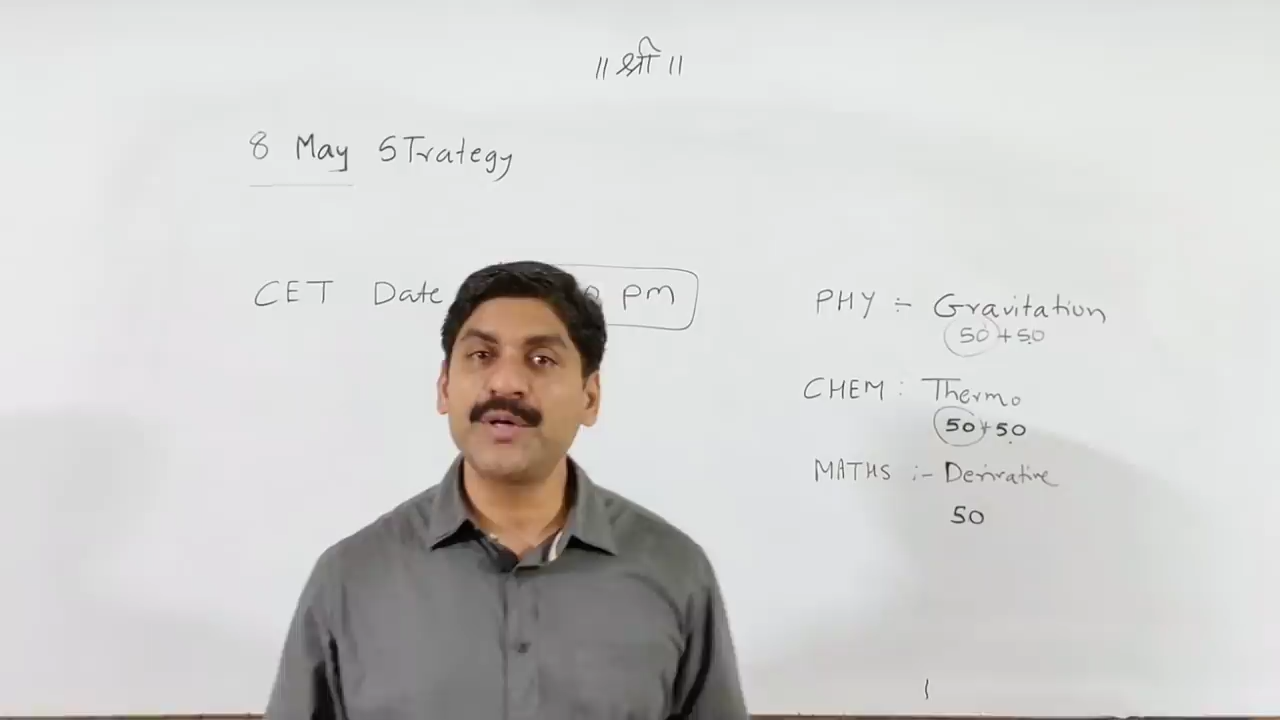 ॥ श्री ॥
8 May STrategy
CET Date PM
PHY :- Gravitation
50 + 50
CHEM : Thermo
50 + 50
MATHS :- Derivative
50